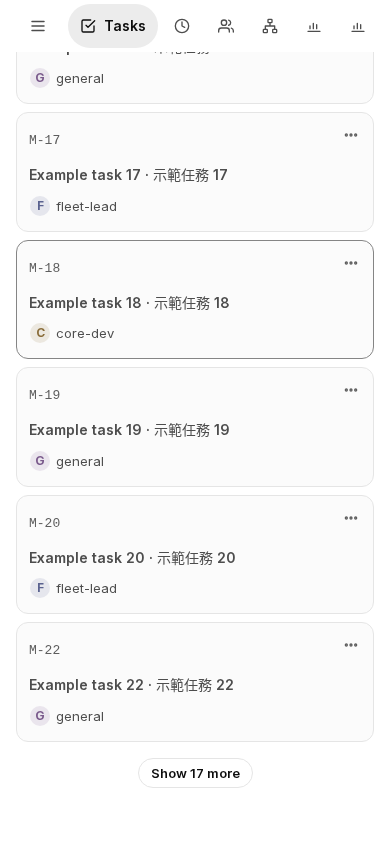 Tasks
G general
M-17
Example task 17 · 示範任務 17
F fleet-lead
M-18
Example task 18 · 示範任務 18
C core-dev
M-19
Example task 19 · 示範任務 19
G general
M-20
Example task 20 · 示範任務 20
F fleet-lead
M-22
Example task 22 · 示範任務 22
G general
Show 17 more